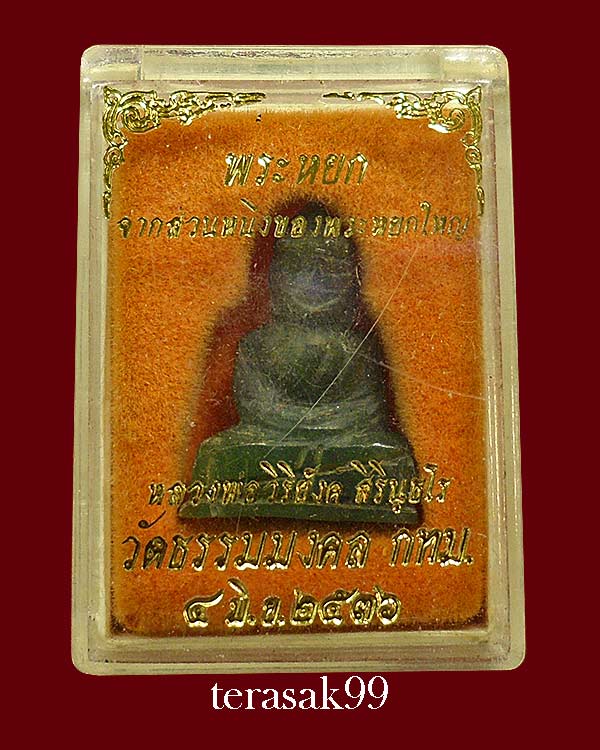 พระหยก
จากส่วนหนึ่งของพระหยกใหญ่
หลวงพ่อวิริยังค์ สิรินฺธโร
วัดธรรมมงคล กทม.
๔ มิ.ย.๒๕๓๖
terasak99